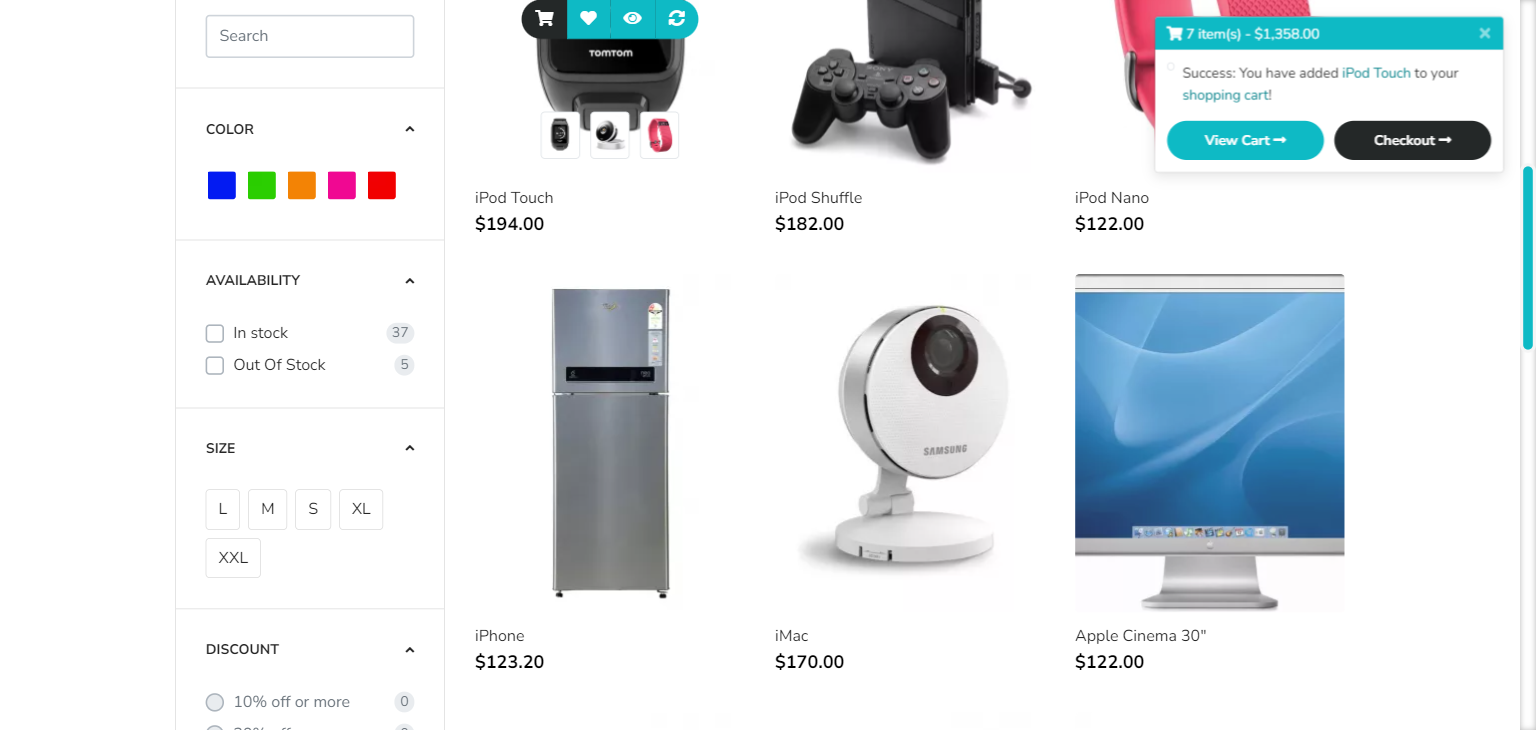 Search
COLOR
AVAILABILITY
In stock 37
Out Of Stock 5
SIZE
L M S XL
XXL
DISCOUNT
10% off or more 0
TOMTOM
SONY
7 item(s) - $1,358.00 ×
Success: You have added iPod Touch to your
shopping cart!
View Cart Checkout
iPod Touch
$194.00
iPod Shuffle
$182.00
iPod Nano
$122.00
SAMSUNG
iPhone
$123.20
iMac
$170.00
Apple Cinema 30"
$122.00